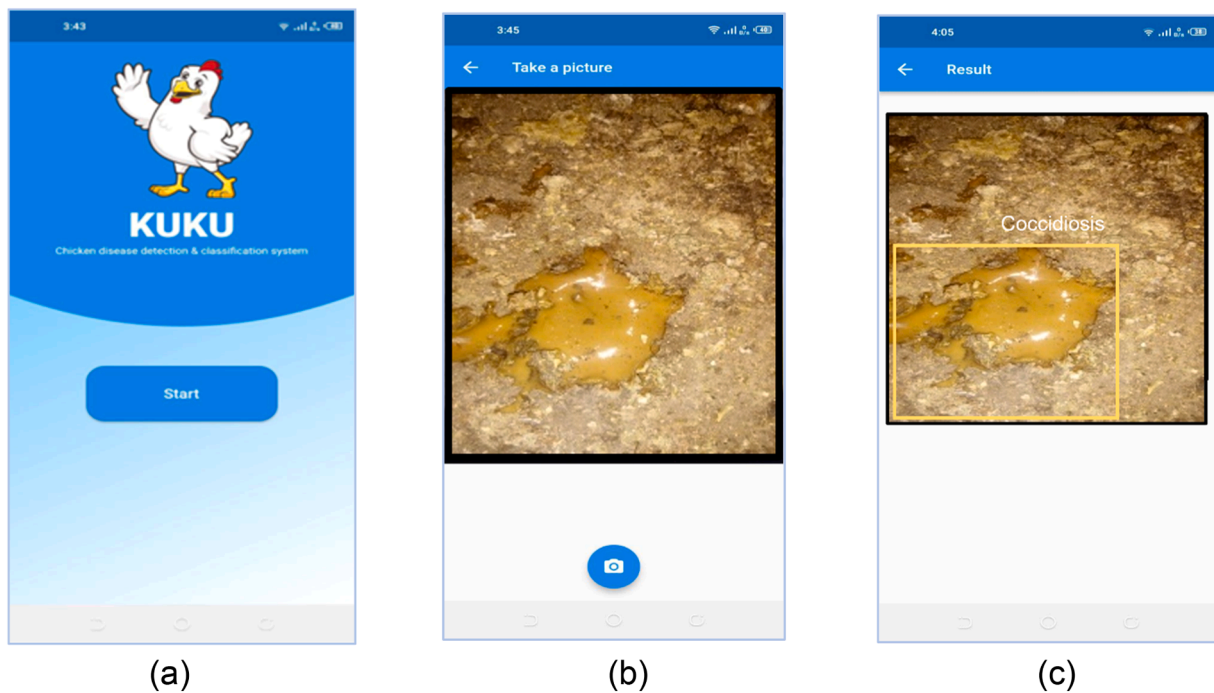 3:43
KUKU
Chicken disease detection & classification system
Start
(a)
3:45
Take a picture
(b)
4:05
Result
Coccidiosis
(c)